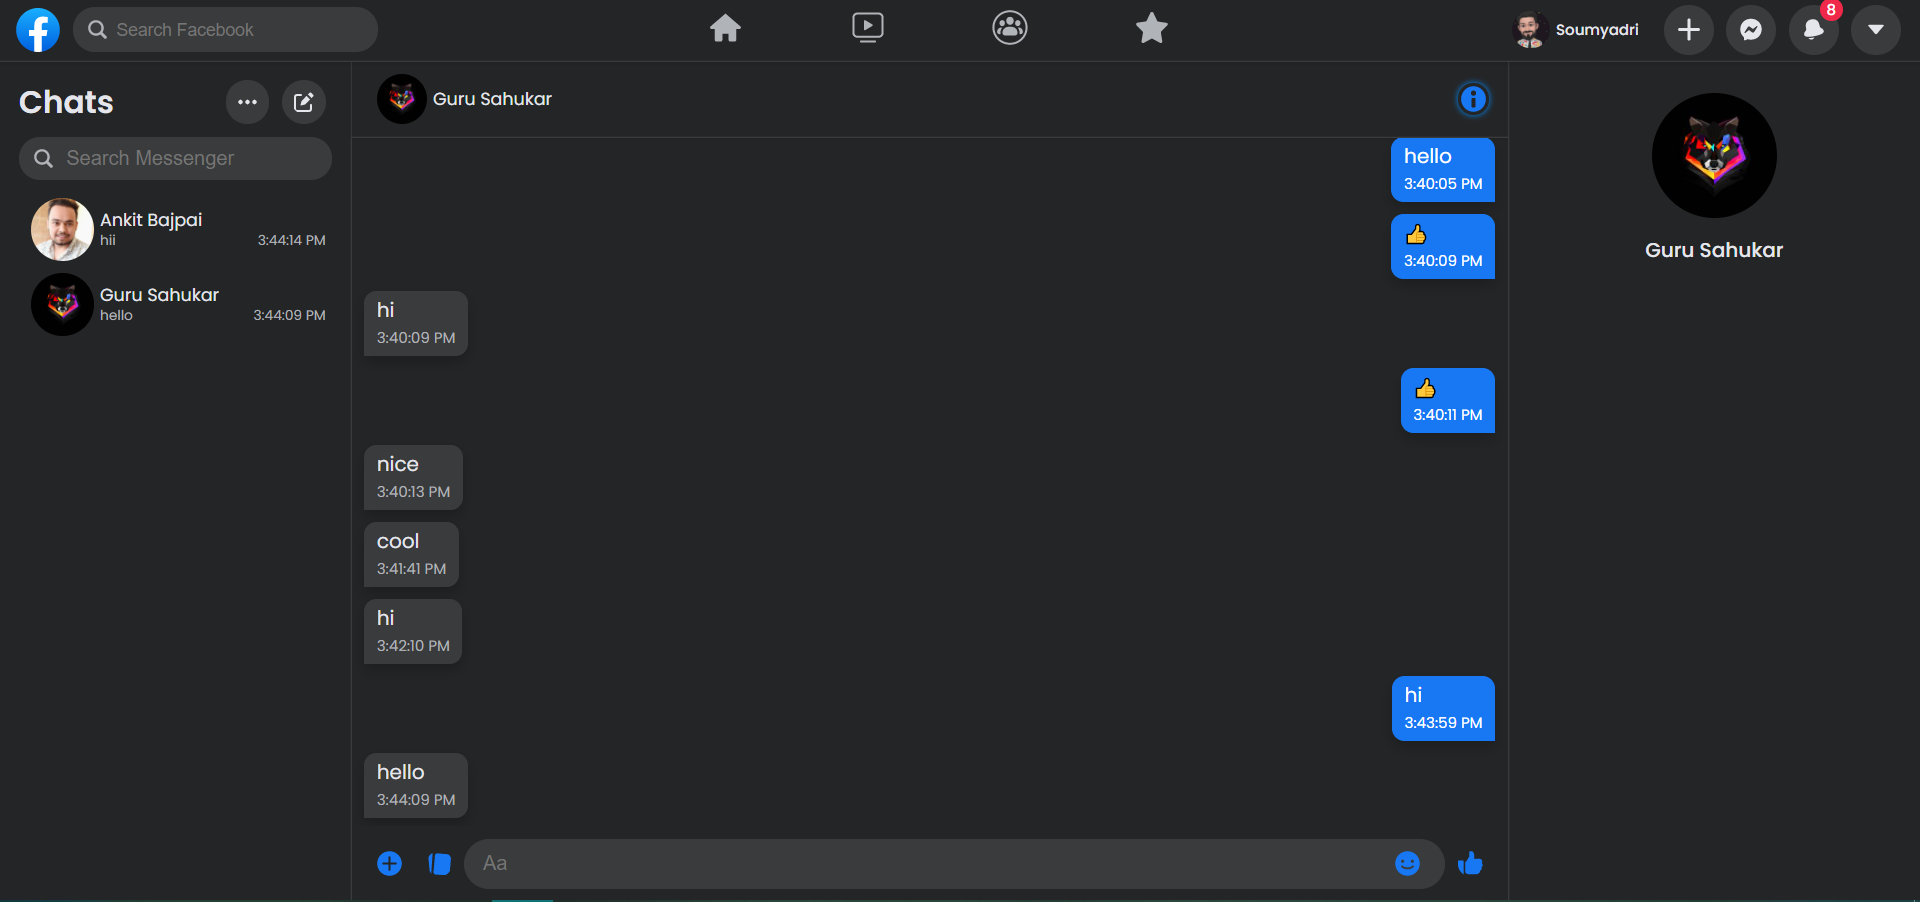 Search Facebook
Soumyadri
8
Chats
Search Messenger
Ankit Bajpai
hii
3:44:14 PM
Guru Sahukar
hello
3:44:09 PM
Guru Sahukar
hello
3:40:05 PM
👍
3:40:09 PM
hi
3:40:09 PM
👍
3:40:11 PM
nice
3:40:13 PM
cool
3:41:41 PM
hi
3:42:10 PM
hi
3:43:59 PM
hello
3:44:09 PM
Aa
Guru Sahukar